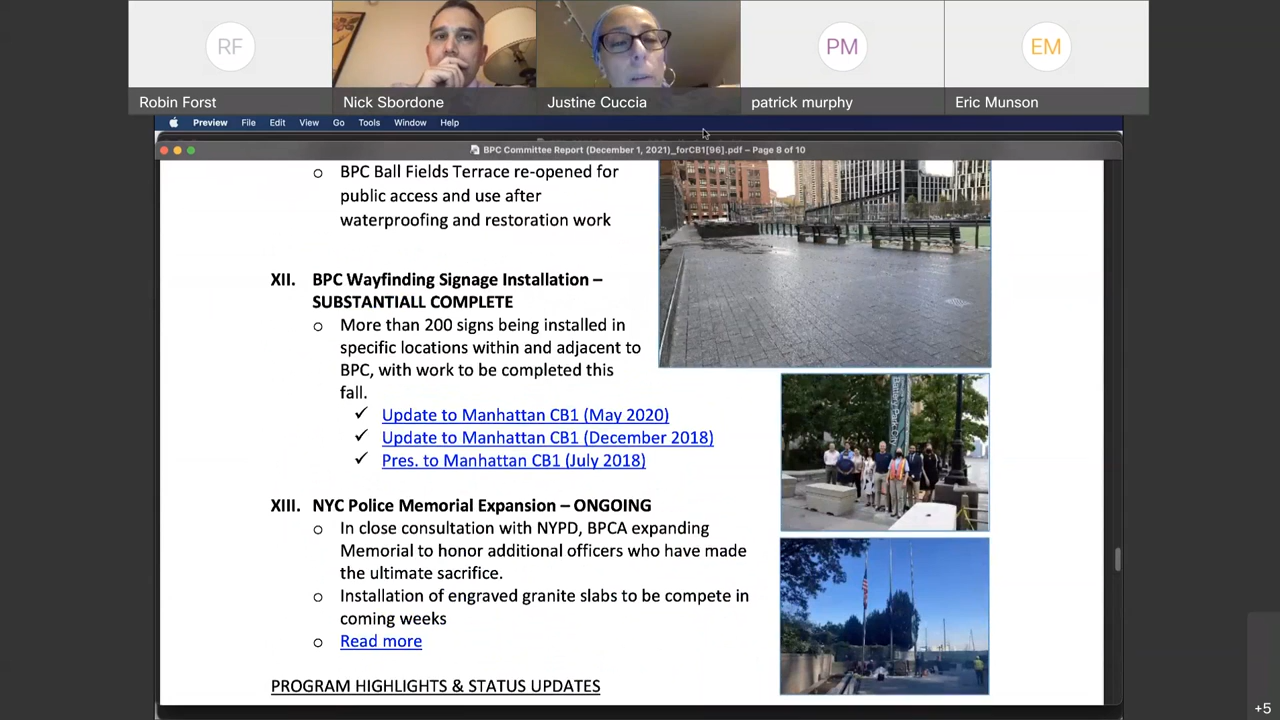 RF
PM
EM
Robin Forst
Nick Sbordone
Justine Cuccia
patrick murphy
Eric Munson
Preview File Edit View Go Tools Window Help
BPC Committee Report (December 1, 2021)_forCB1[96].pdf – Page 8 of 10
o BPC Ball Fields Terrace re-opened for
public access and use after
waterproofing and restoration work
XII. BPC Wayfinding Signage Installation –
SUBSTANTIALL COMPLETE
o More than 200 signs being installed in
specific locations within and adjacent to
BPC, with work to be completed this
fall.
✓ Update to Manhattan CB1 (May 2020)
✓ Update to Manhattan CB1 (December 2018)
✓ Pres. to Manhattan CB1 (July 2018)
Battery Park City
XIII. NYC Police Memorial Expansion – ONGOING
o In close consultation with NYPD, BPCA expanding
Memorial to honor additional officers who have made
the ultimate sacrifice.
o Installation of engraved granite slabs to be compete in
coming weeks
o Read more
PROGRAM HIGHLIGHTS & STATUS UPDATES
+5